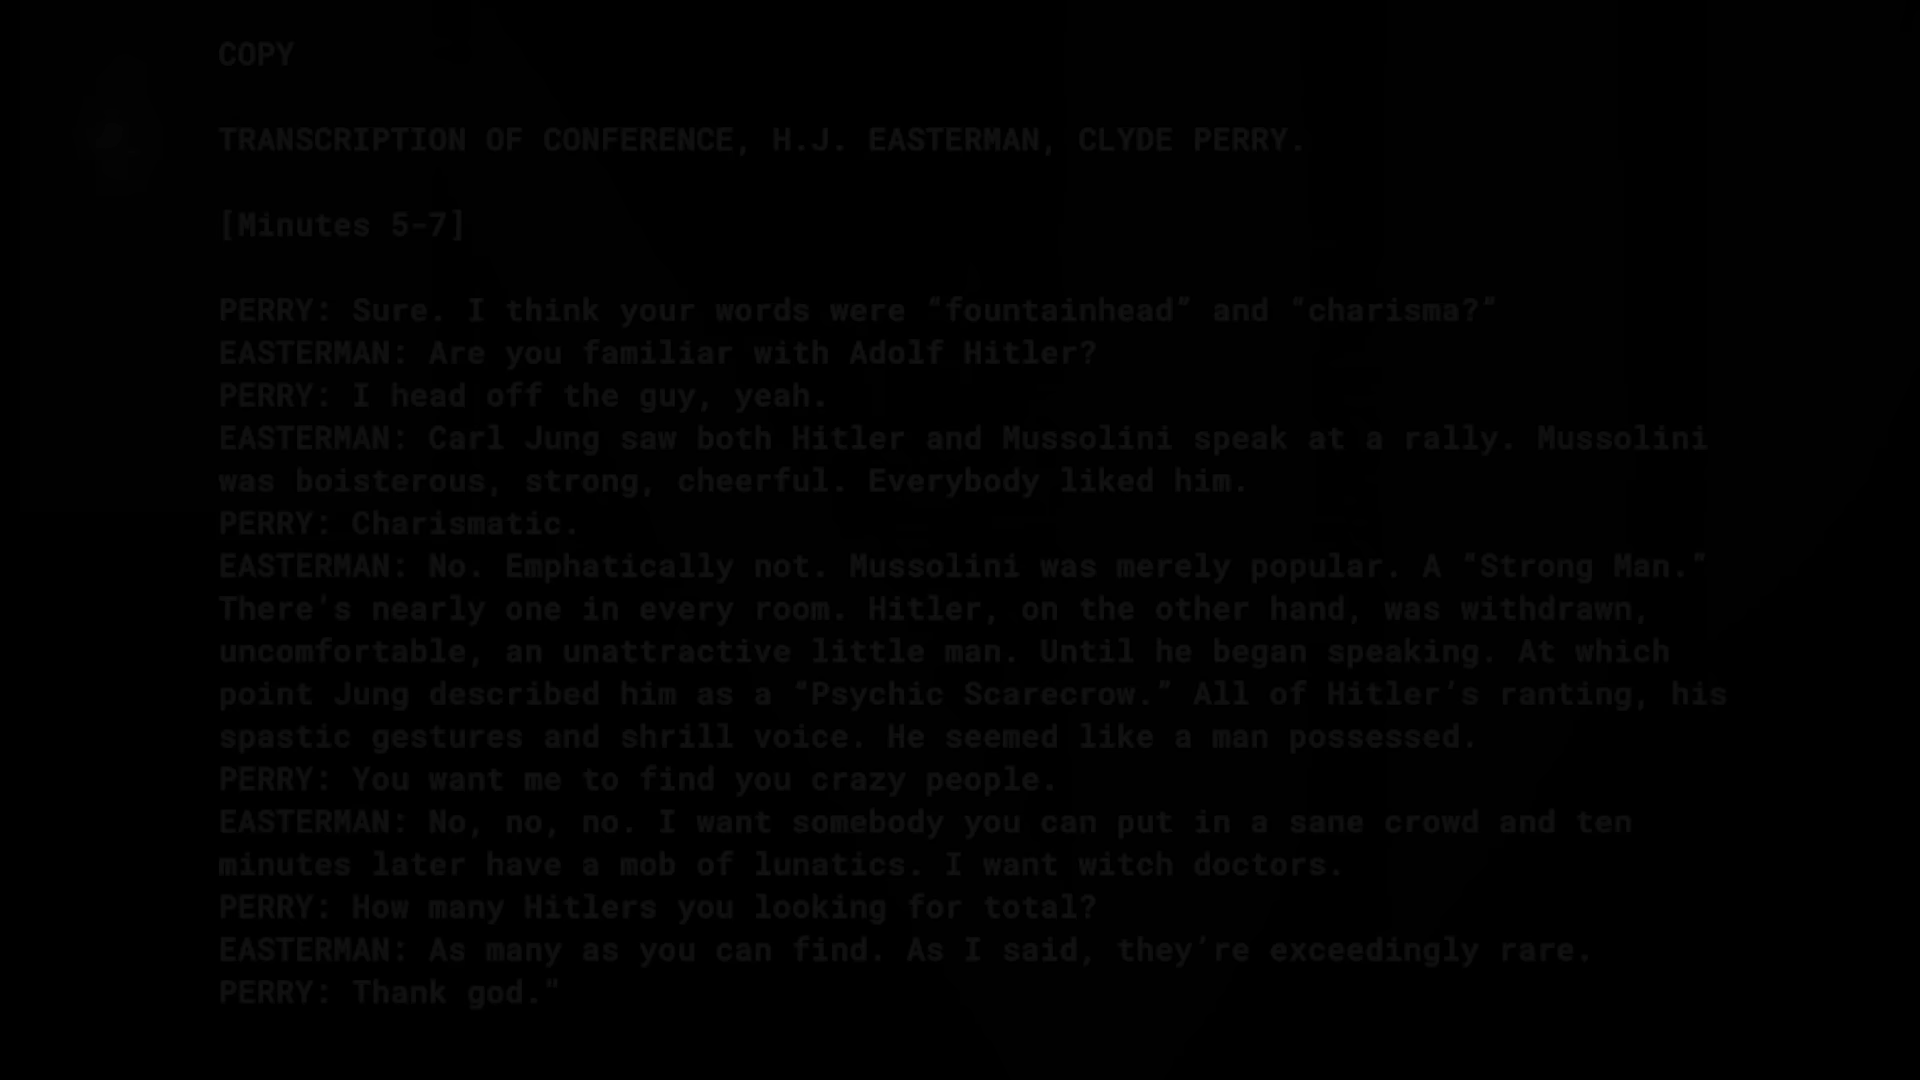 COPY
TRANSCRIPTION OF CONFERENCE, H.J. EASTERMAN, CLYDE PERRY.
[Minutes 5-7]
PERRY: Sure. I think your words were “fountainhead” and “charisma?”
EASTERMAN: Are you familiar with Adolf Hitler?
PERRY: I head off the guy, yeah.
EASTERMAN: Carl Jung saw both Hitler and Mussolini speak at a rally. Mussolini
was boisterous, strong, cheerful. Everybody liked him.
PERRY: Charismatic.
EASTERMAN: No. Emphatically not. Mussolini was merely popular. A “Strong Man.”
There’s nearly one in every room. Hitler, on the other hand, was withdrawn,
uncomfortable, an unattractive little man. Until he began speaking. At which
point Jung described him as a “Psychic Scarecrow.” All of Hitler’s ranting, his
spastic gestures and shrill voice. He seemed like a man possessed.
PERRY: You want me to find you crazy people.
EASTERMAN: No, no, no. I want somebody you can put in a sane crowd and ten
minutes later have a mob of lunatics. I want witch doctors.
PERRY: How many Hitlers you looking for total?
EASTERMAN: As many as you can find. As I said, they’re exceedingly rare.
PERRY: Thank god."